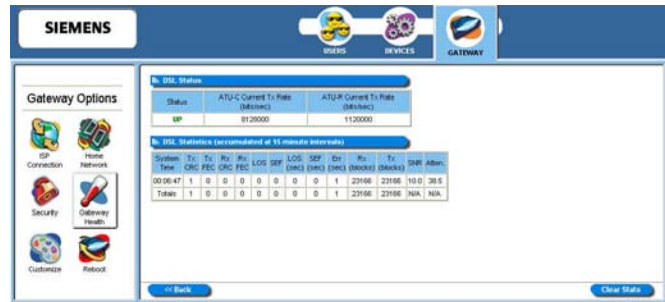 SIEMENS
USERS
DEVICES
GATEWAY
Gateway Options
ISP Connection
Home Network
Security
Gateway Health
Customize
Reboot
DSL Status
Status ATU-C Current Tx Rate (bits/sec) ATU-R Current Tx Rate (bits/sec)
UP 8128000 1120000
DSL Statistics (accumulated at 15 minute intervals)
System Time Tx CRC Tx FEC Rx CRC Rx FEC LOS SEF LOS (sec) SEF (sec) Err (sec) Rx (blocks) Tx (blocks) SNR Atten.
00:06:47 1 0 0 0 0 0 0 0 1 23166 23166 10.0 38.5
Totals 1 0 0 0 0 0 0 0 1 23166 23166 N/A N/A
<< Back
Clear Stats